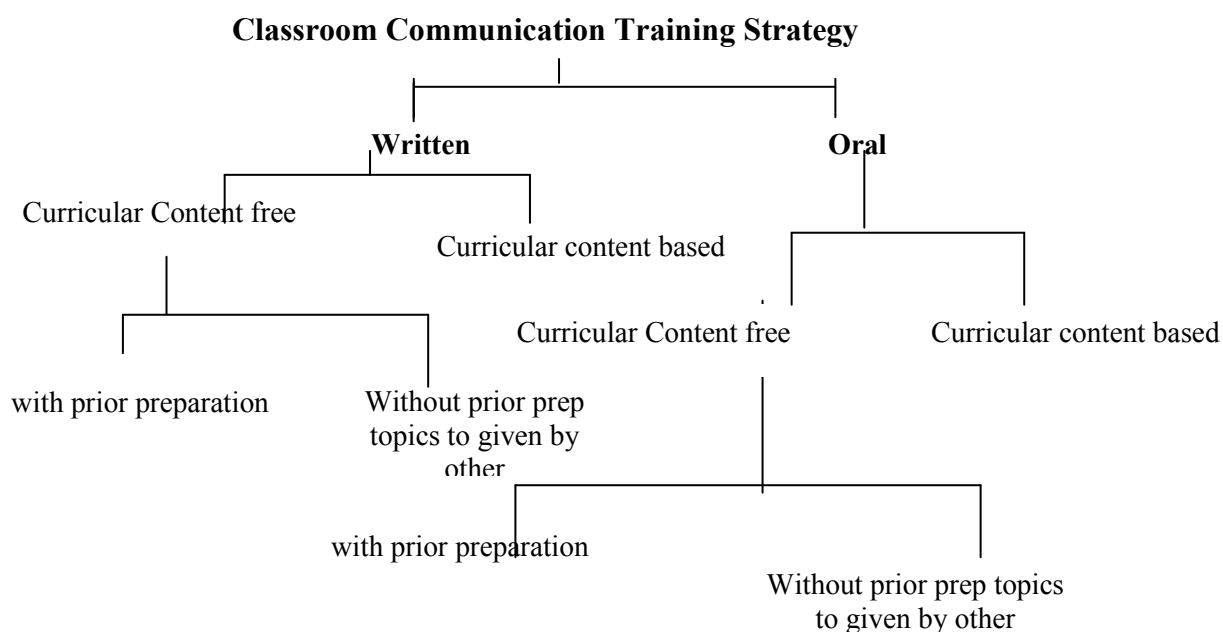 Classroom Communication Training Strategy
Written
Oral
Curricular Content free
Curricular content based
Curricular Content free
Curricular content based
with prior preparation
Without prior prep
topics to given by
other
with prior preparation
Without prior prep topics
to given by other